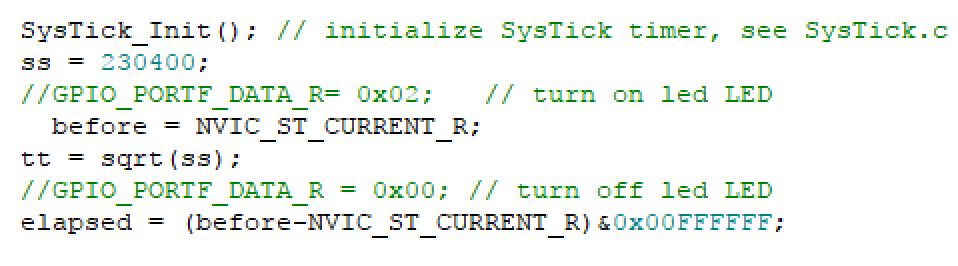 SysTick_Init(); // initialize SysTick timer, see SysTick.c
ss = 230400;
//GPIO_PORTF_DATA_R= 0x02;   // turn on led LED
  before = NVIC_ST_CURRENT_R;
tt = sqrt(ss);
//GPIO_PORTF_DATA_R = 0x00; // turn off led LED
elapsed = (before-NVIC_ST_CURRENT_R)&0x00FFFFFF;